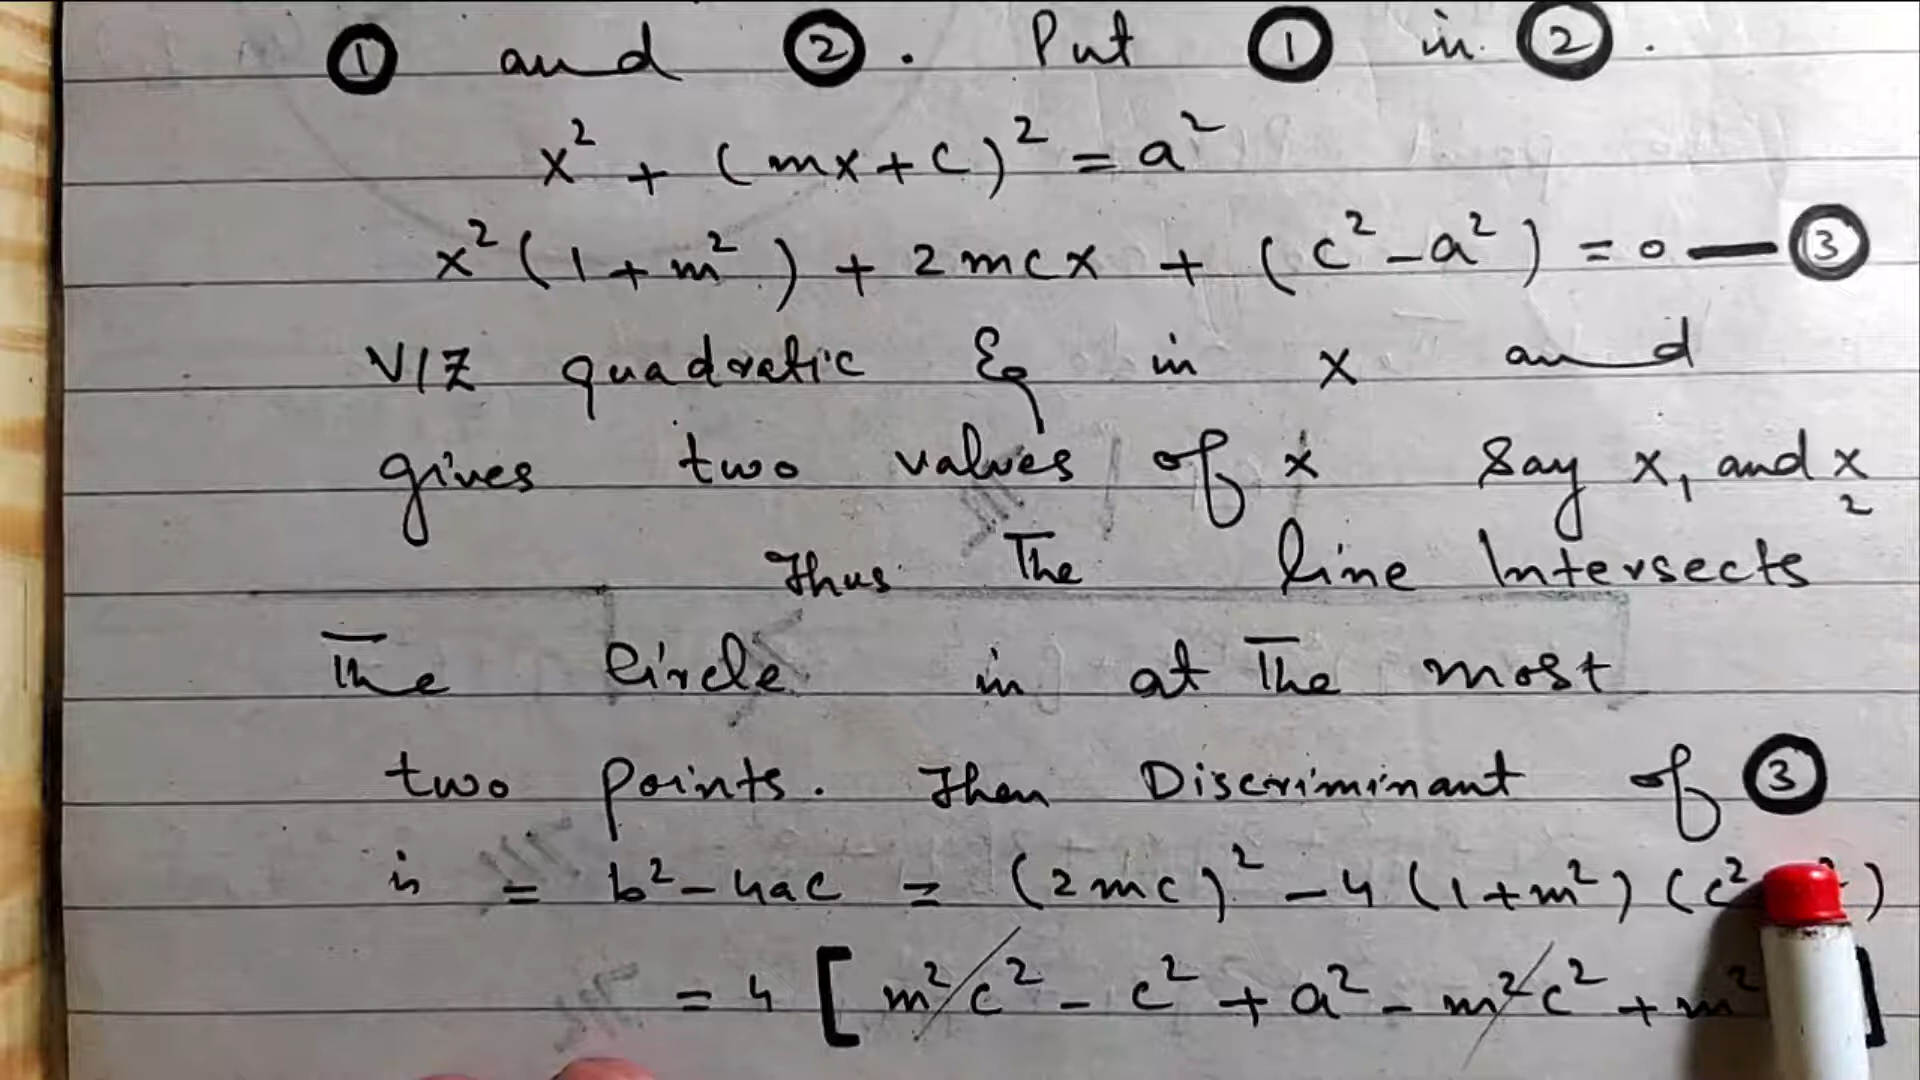 ① and ②. Put ① in ②.
x² + (mx+c)² = a²
x²(1+m²) + 2mcx + (c²-a²) = 0 — ③
VIZ quadratic Eq in x and
gives two values of x say x₁ and x₂
Thus The line Intersects
The Circle in at The most
two points. Then Discriminant of ③
is = b²-4ac = (2mc)² - 4(1+m²)(c² )
= 4 [m²c² - c² + a² - m²c² + m² ]